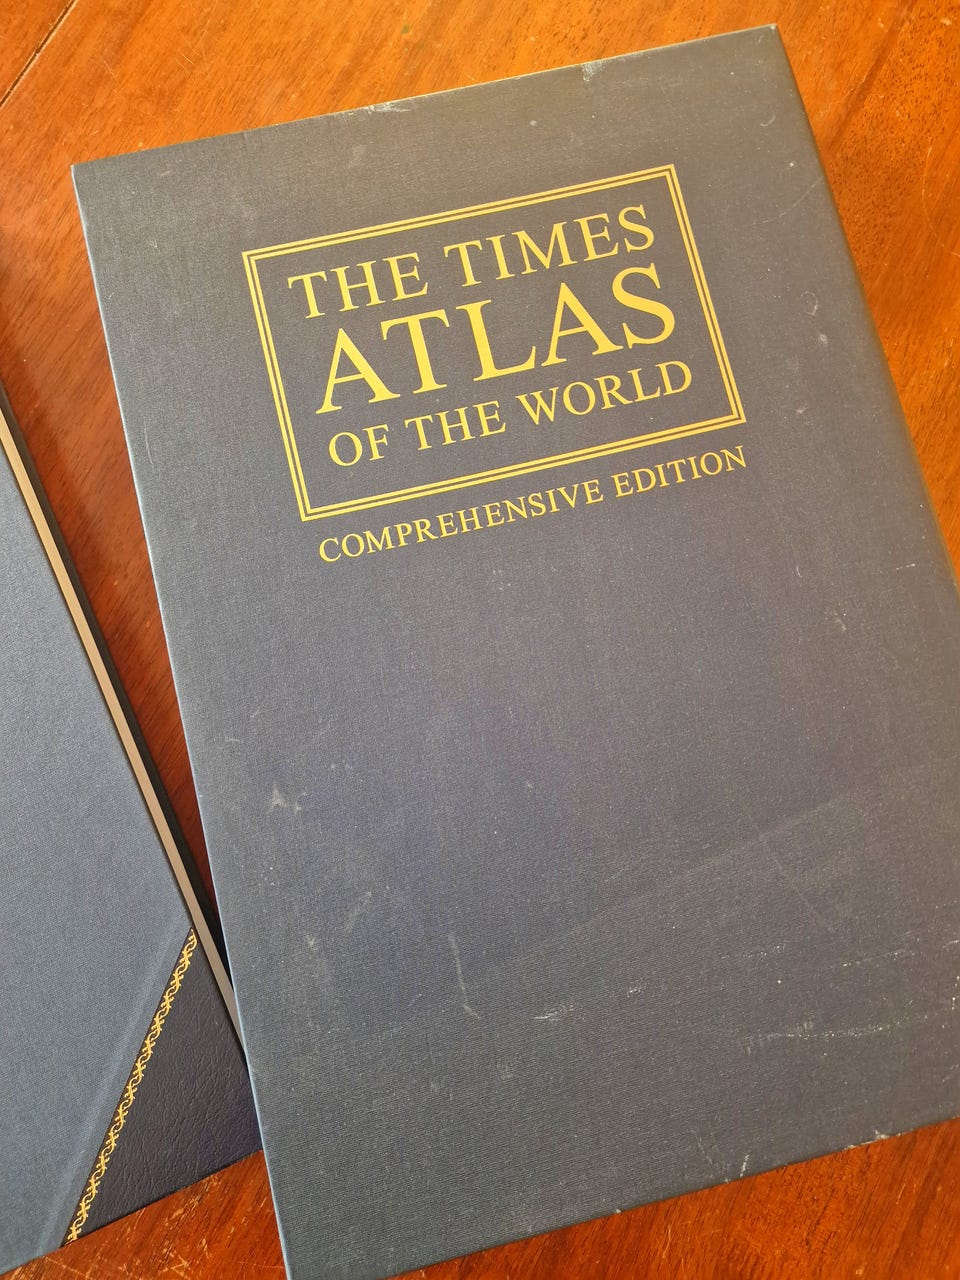 THE TIMES
ATLAS
OF THE WORLD
COMPREHENSIVE EDITION